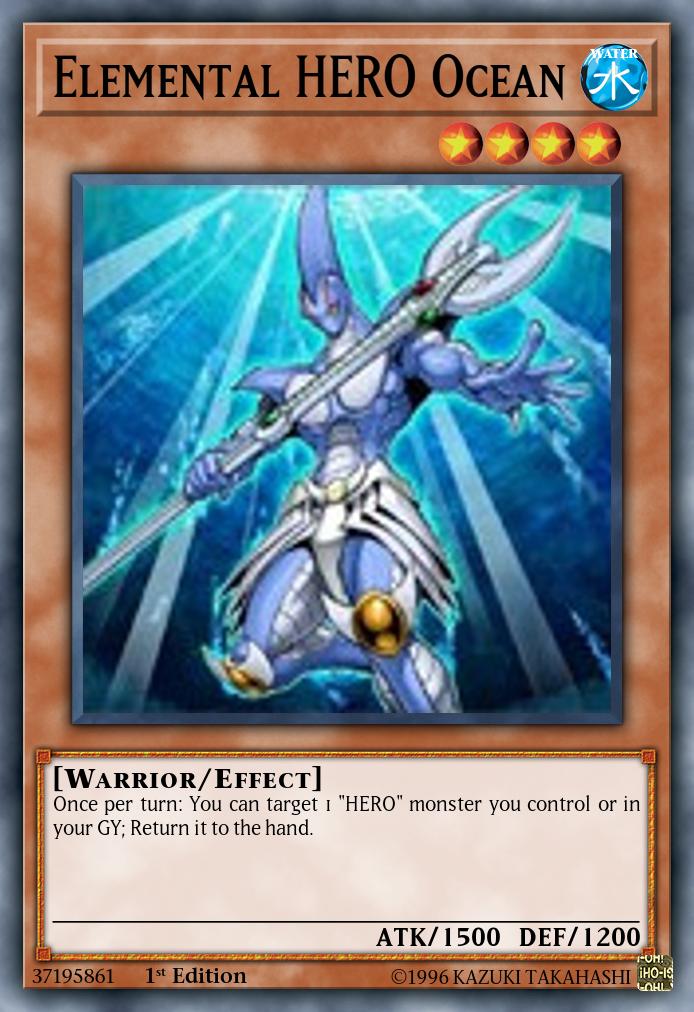 Elemental HERO Ocean
WATER
水
[Warrior/Effect]
Once per turn: You can target 1 "HERO" monster you control or in
your GY; Return it to the hand.
ATK/1500 DEF/1200
37195861 1st Edition ©1996 KAZUKI TAKAHASHI